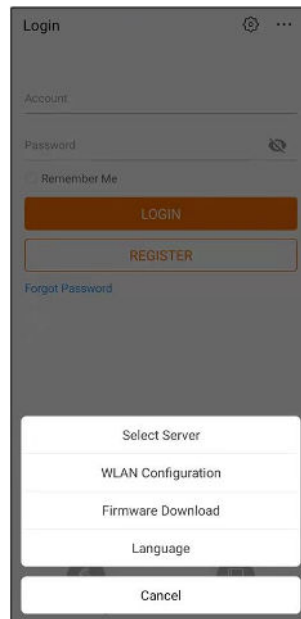 Login
Account
Password
Remember Me
LOGIN
REGISTER
Forgot Password
Select Server
WLAN Configuration
Firmware Download
Language
Cancel